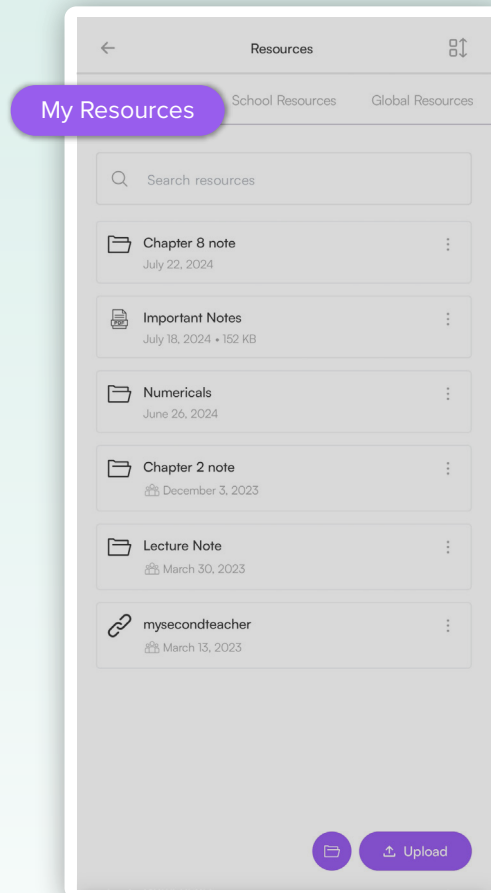 Resources
My Resources
School Resources
Global Resources
Search resources
Chapter 8 note
July 22, 2024
PDF
Important Notes
July 18, 2024 • 152 KB
Numericals
June 26, 2024
Chapter 2 note
December 3, 2023
Lecture Note
March 30, 2023
mysecondteacher
March 13, 2023
Upload